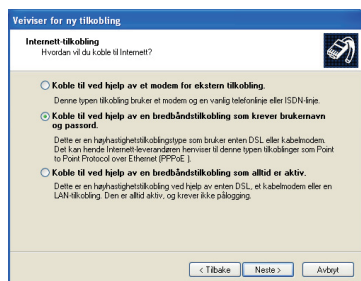 Veiviser for ny tilkobling
Internett-tilkobling
Hvordan vil du koble til Internett?
Koble til ved hjelp av et modem for ekstern tilkobling.
Denne typen tilkobling bruker et modem og en vanlig telefonlinje eller ISDN-linje.
Koble til ved hjelp av en bredbåndstilkobling som krever brukernavn
og passord.
Dette er en høyhastighetstilkoblingstype som bruker enten DSL eller kabelmodem.
Det kan hende Internett-leverandøren henviser til denne typen tilkoblinger som Point
to Point Protocol over Ethernet (PPPoE ).
Koble til ved hjelp av en bredbåndstilkobling som alltid er aktiv.
Dette er en høyhastighetstilkobling ved hjelp av enten DSL, et kabelmodem eller en
LAN-tilkobling. Den er alltid aktiv, og krever ikke pålogging.
< Tilbake Neste > Avbryt